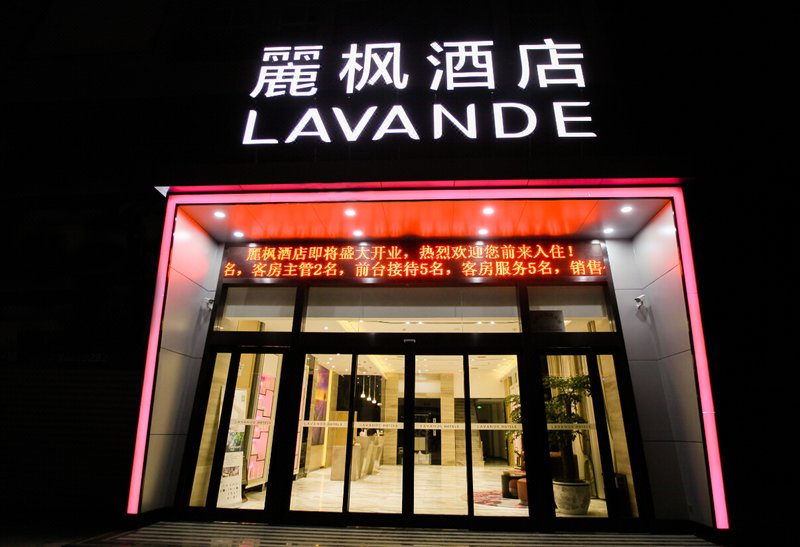 麗枫酒店
LAVANDE
麗枫酒店即将盛大开业，热烈欢迎您前来入住！
名，客房主管2名，前台接待5名，客房服务5名，销售